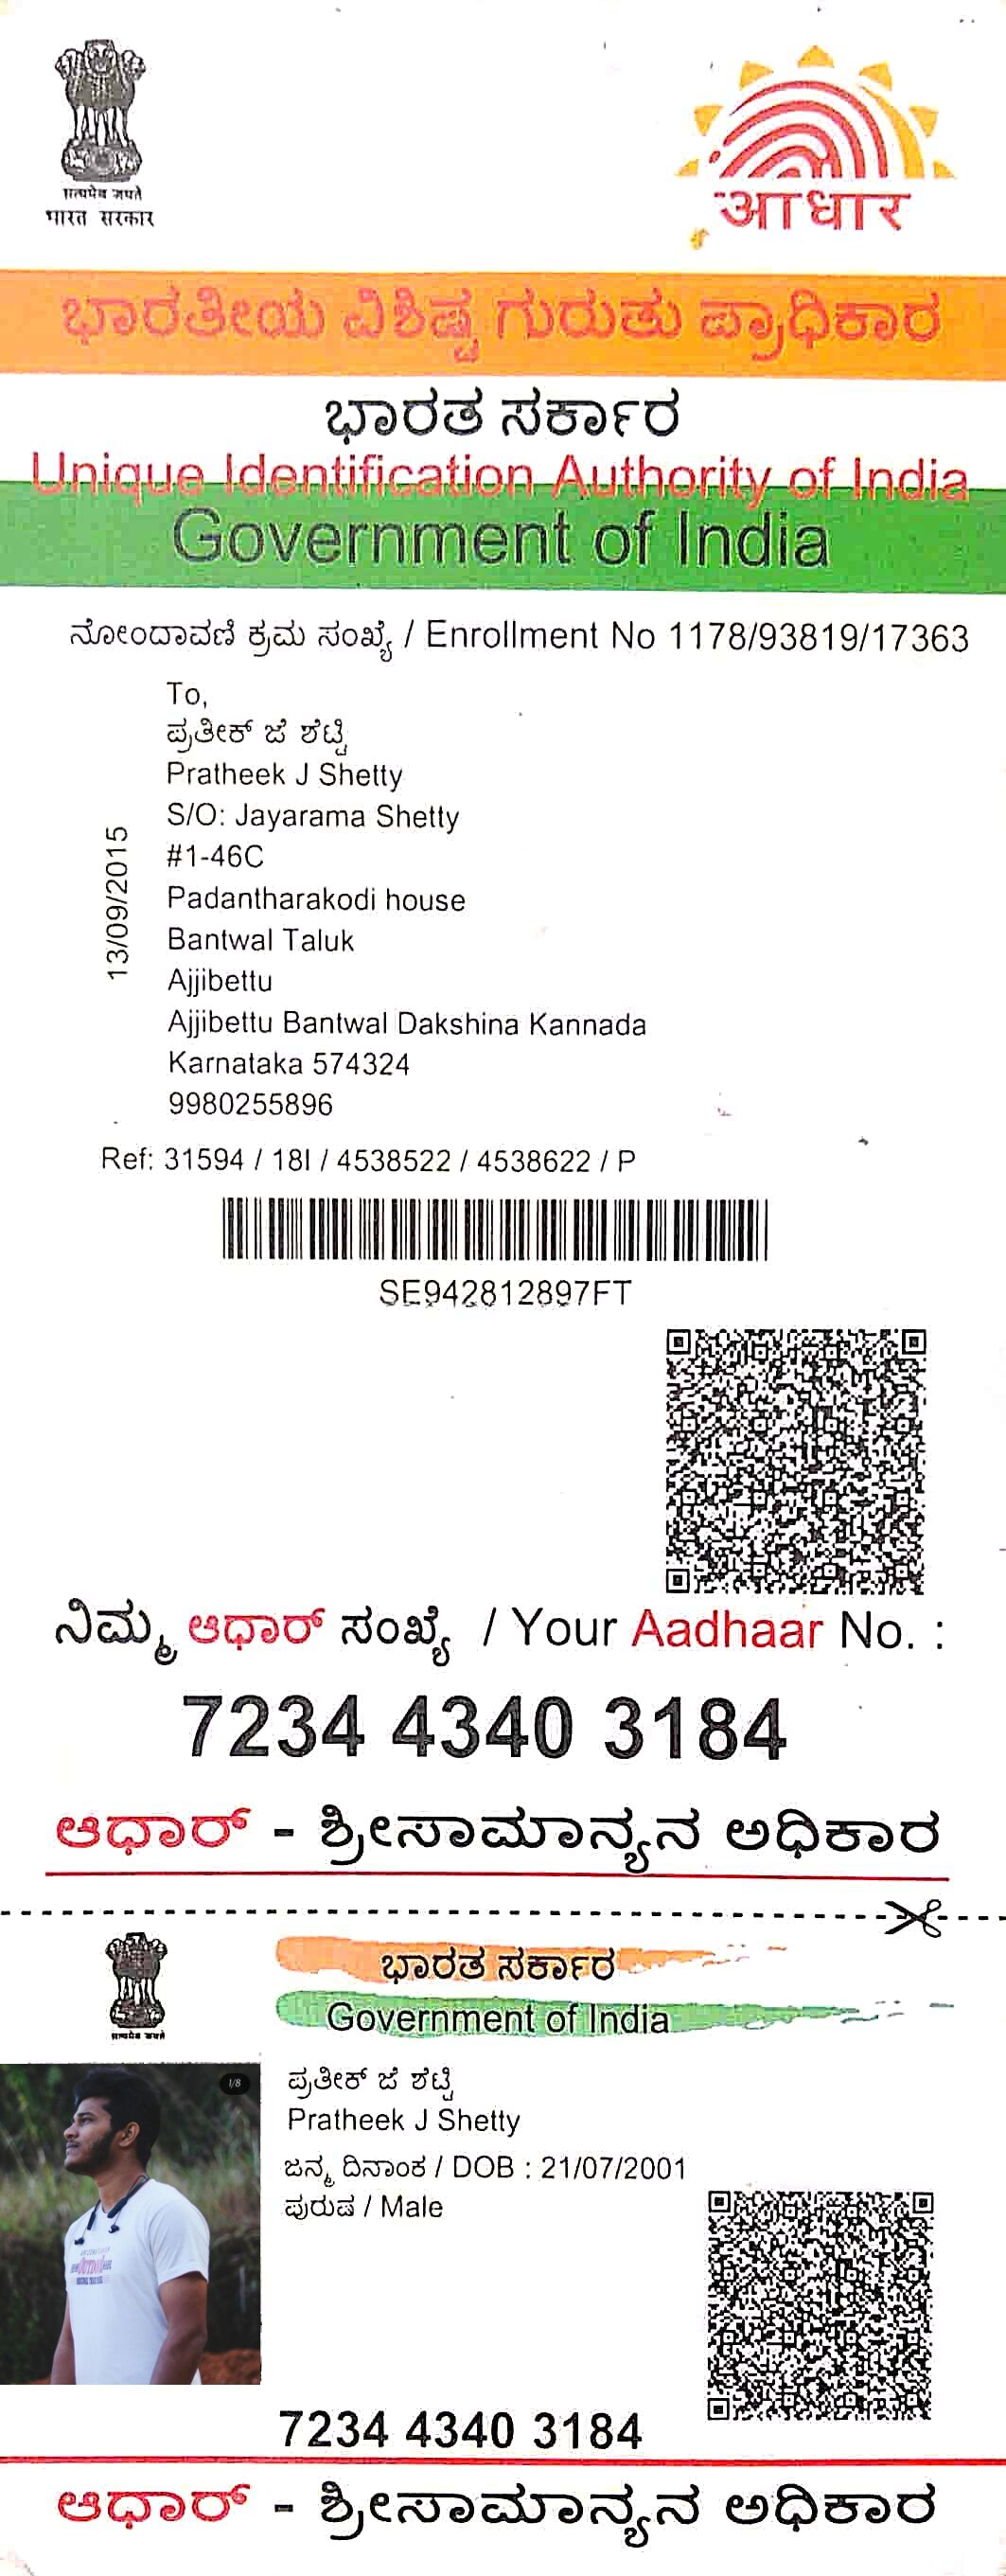 सत्यमेव जयते
भारत सरकार
आधार
ಭಾರತೀಯ ವಿಶಿಷ್ಟ ಗುರುತು ಪ್ರಾಧಿಕಾರ
ಭಾರತ ಸರ್ಕಾರ
Unique Identification Authority of India
Government of India
ನೋಂದಾವಣಿ ಕ್ರಮ ಸಂಖ್ಯೆ / Enrollment No 1178/93819/17363
To,
ಪ್ರತೀಕ್ ಜೆ ಶೆಟ್ಟಿ
Pratheek J Shetty
S/O: Jayarama Shetty
#1-46C
Padantharakodi house
Bantwal Taluk
Ajjibettu
Ajjibettu Bantwal Dakshina Kannada
Karnataka 574324
9980255896
13/09/2015
Ref: 31594 / 18I / 4538522 / 4538622 / P
SE942812897FT
ನಿಮ್ಮ ಆಧಾರ್ ಸಂಖ್ಯೆ / Your Aadhaar No. :
7234 4340 3184
ಆಧಾರ್ - ಶ್ರೀಸಾಮಾನ್ಯನ ಅಧಿಕಾರ
सत्यमेव जयते
ಭಾರತ ಸರ್ಕಾರ
Government of India
1/8
ಪ್ರತೀಕ್ ಜೆ ಶೆಟ್ಟಿ
Pratheek J Shetty
ಜನ್ಮ ದಿನಾಂಕ / DOB : 21/07/2001
ಪುರುಷ / Male
7234 4340 3184
ಆಧಾರ್ - ಶ್ರೀಸಾಮಾನ್ಯನ ಅಧಿಕಾರ